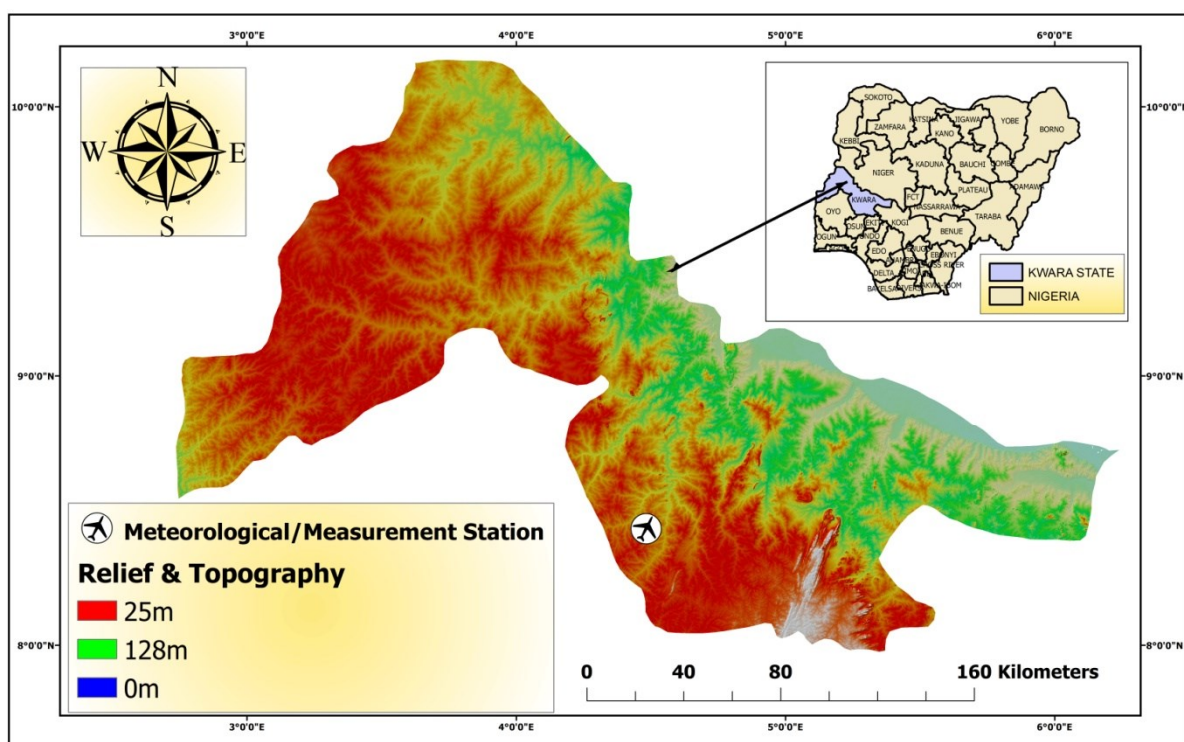 3°0'0"E 4°0'0"E 5°0'0"E 6°0'0"E
N
W E
S
10°0'0"N 10°0'0"N
SOKOTO
ZAMFARA
JIGAWA
YOBE
BORNO
KEBBI
KANO
NIGER
KADUNA
BAUCHI
KWARA
FCT
PLATEAU
NASSARRAWA
TARABA
OYO
KOGI
BENUE
OGUN
EDO
DELTA
KWARA STATE
NIGERIA
9°0'0"N 9°0'0"N
Meteorological/Measurement Station
Relief & Topography
25m
128m
0m
8°0'0"N 8°0'0"N
0 40 80 160 Kilometers
3°0'0"E 4°0'0"E 5°0'0"E 6°0'0"E